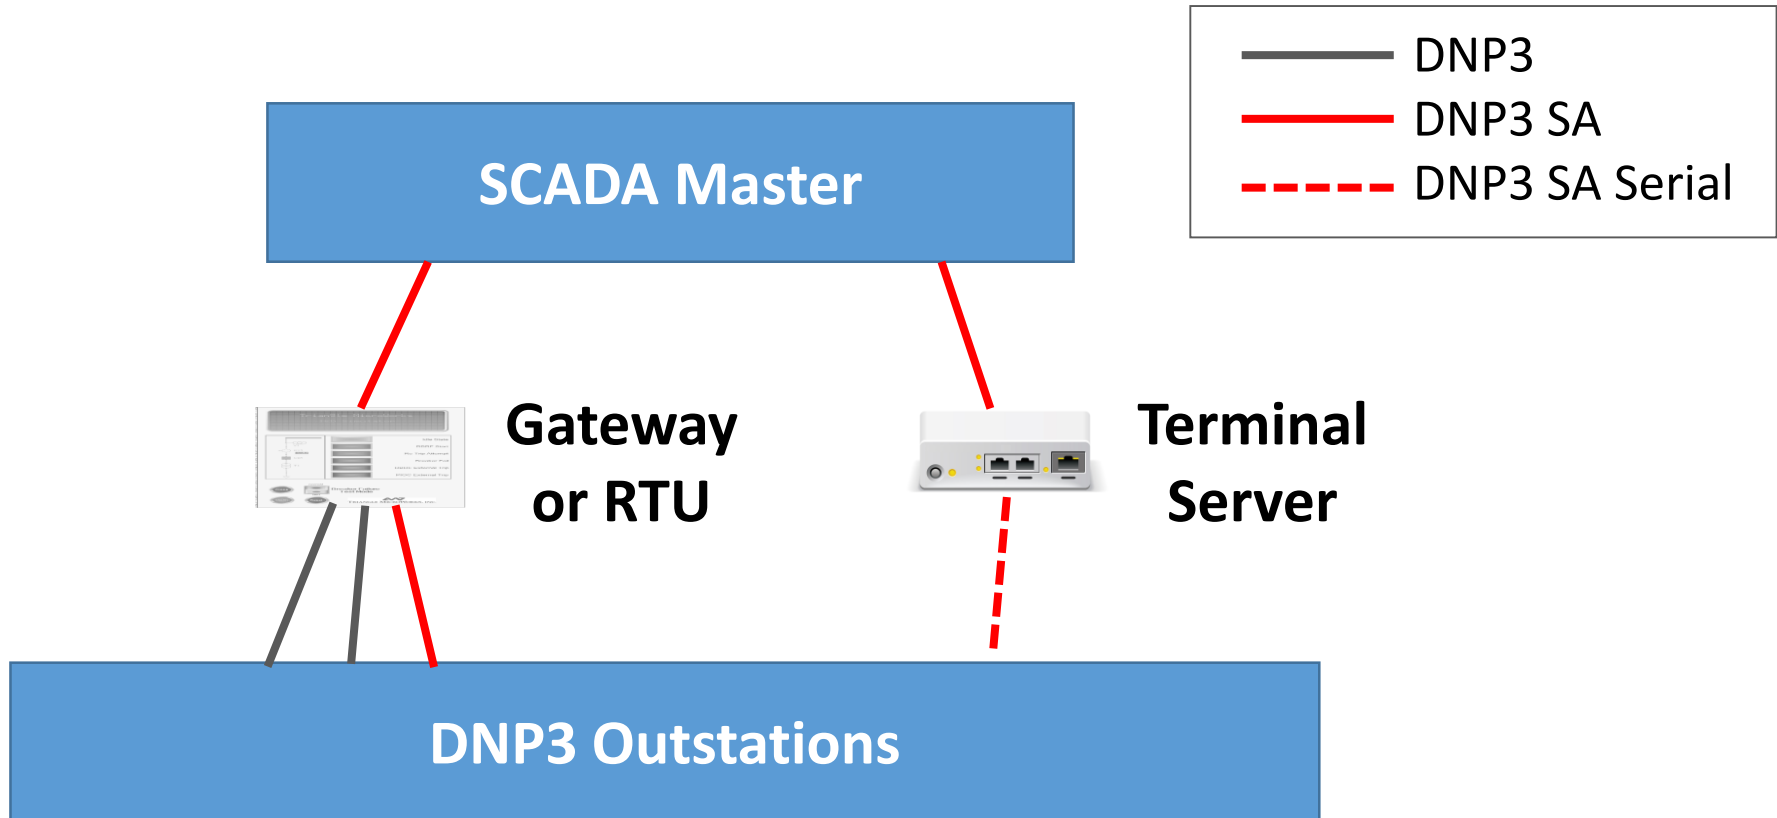 DNP3
DNP3 SA
DNP3 SA Serial
SCADA Master
Gateway
or RTU
Terminal
Server
DNP3 Outstations